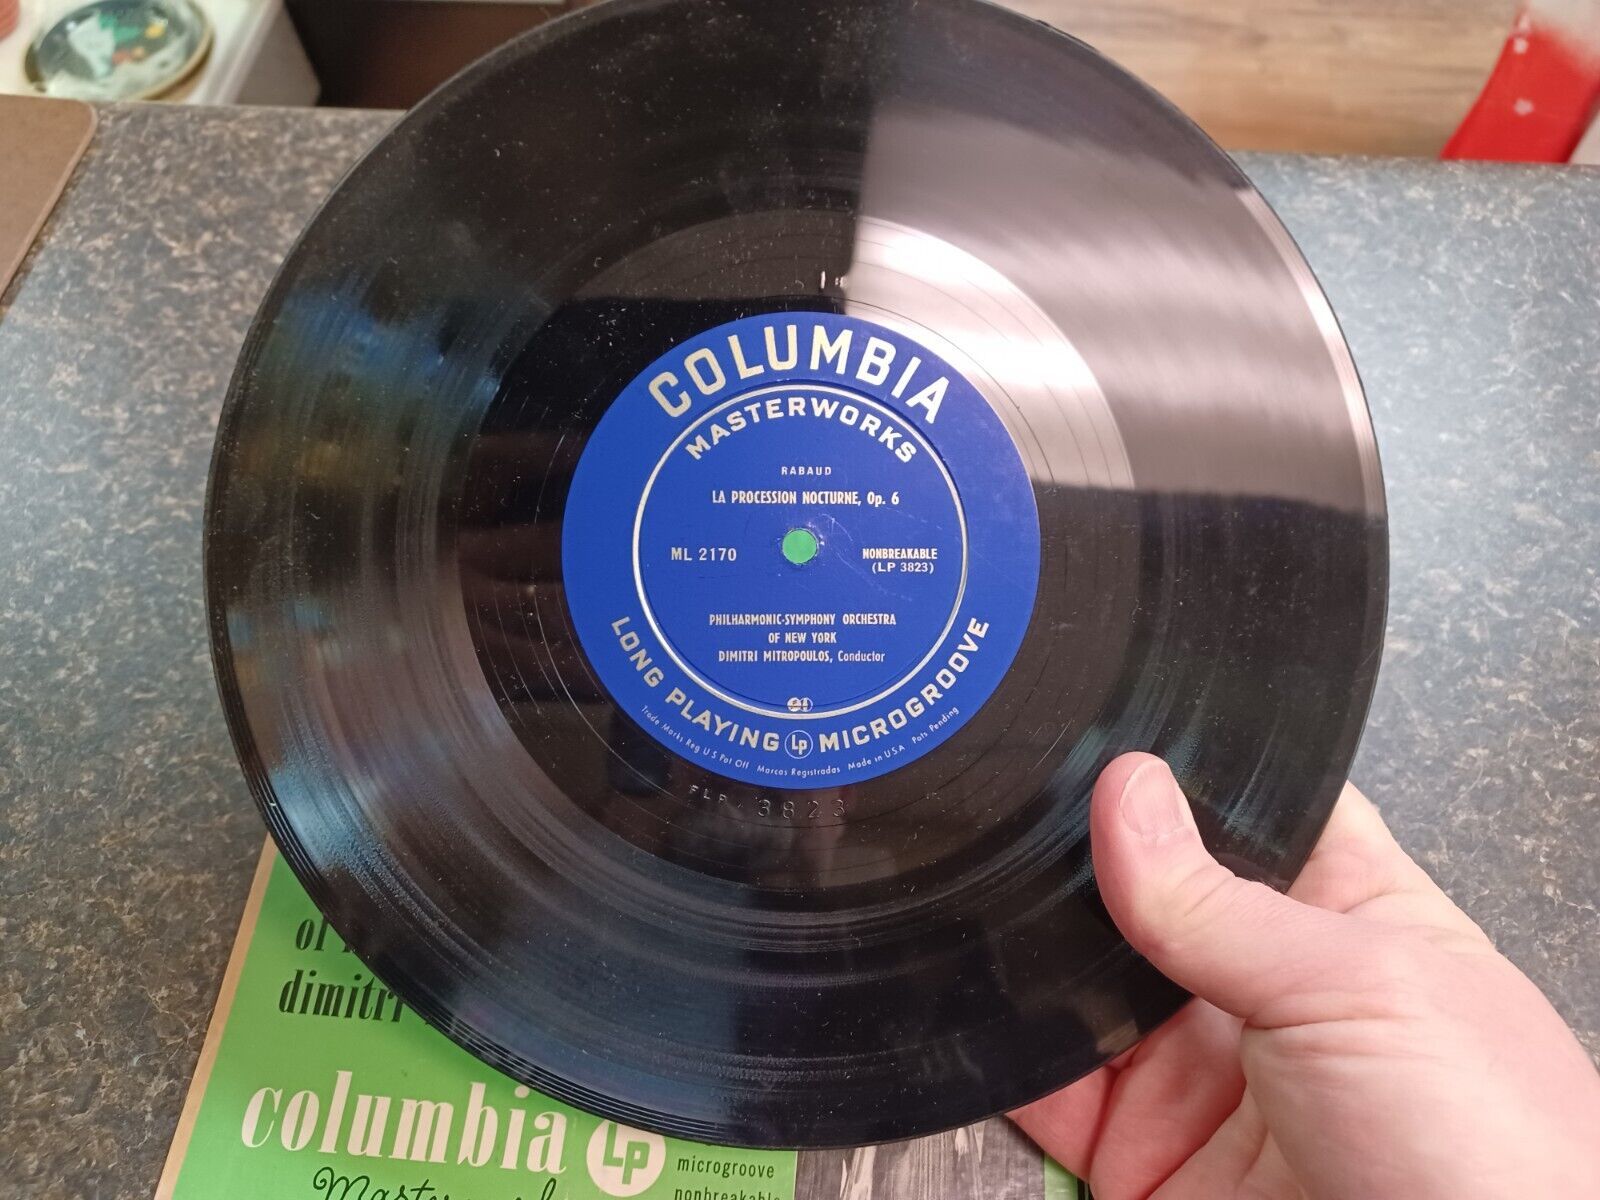 COLUMBIA
MASTERWORKS
RABAUD
LA PROCESSION NOCTURNE, Op. 6
ML 2170
NONBREAKABLE
(LP 3823)
PHILHARMONIC-SYMPHONY ORCHESTRA
OF NEW YORK
DIMITRI MITROPOULOS, Conductor
LONG PLAYING Lp MICROGROOVE
Trade Marks Reg U S Pat Off Marcas Registradas Made in U.S.A Pats Pending
FLP 3823
of
dimitri
columbia LP
microgroove
nonbreakable